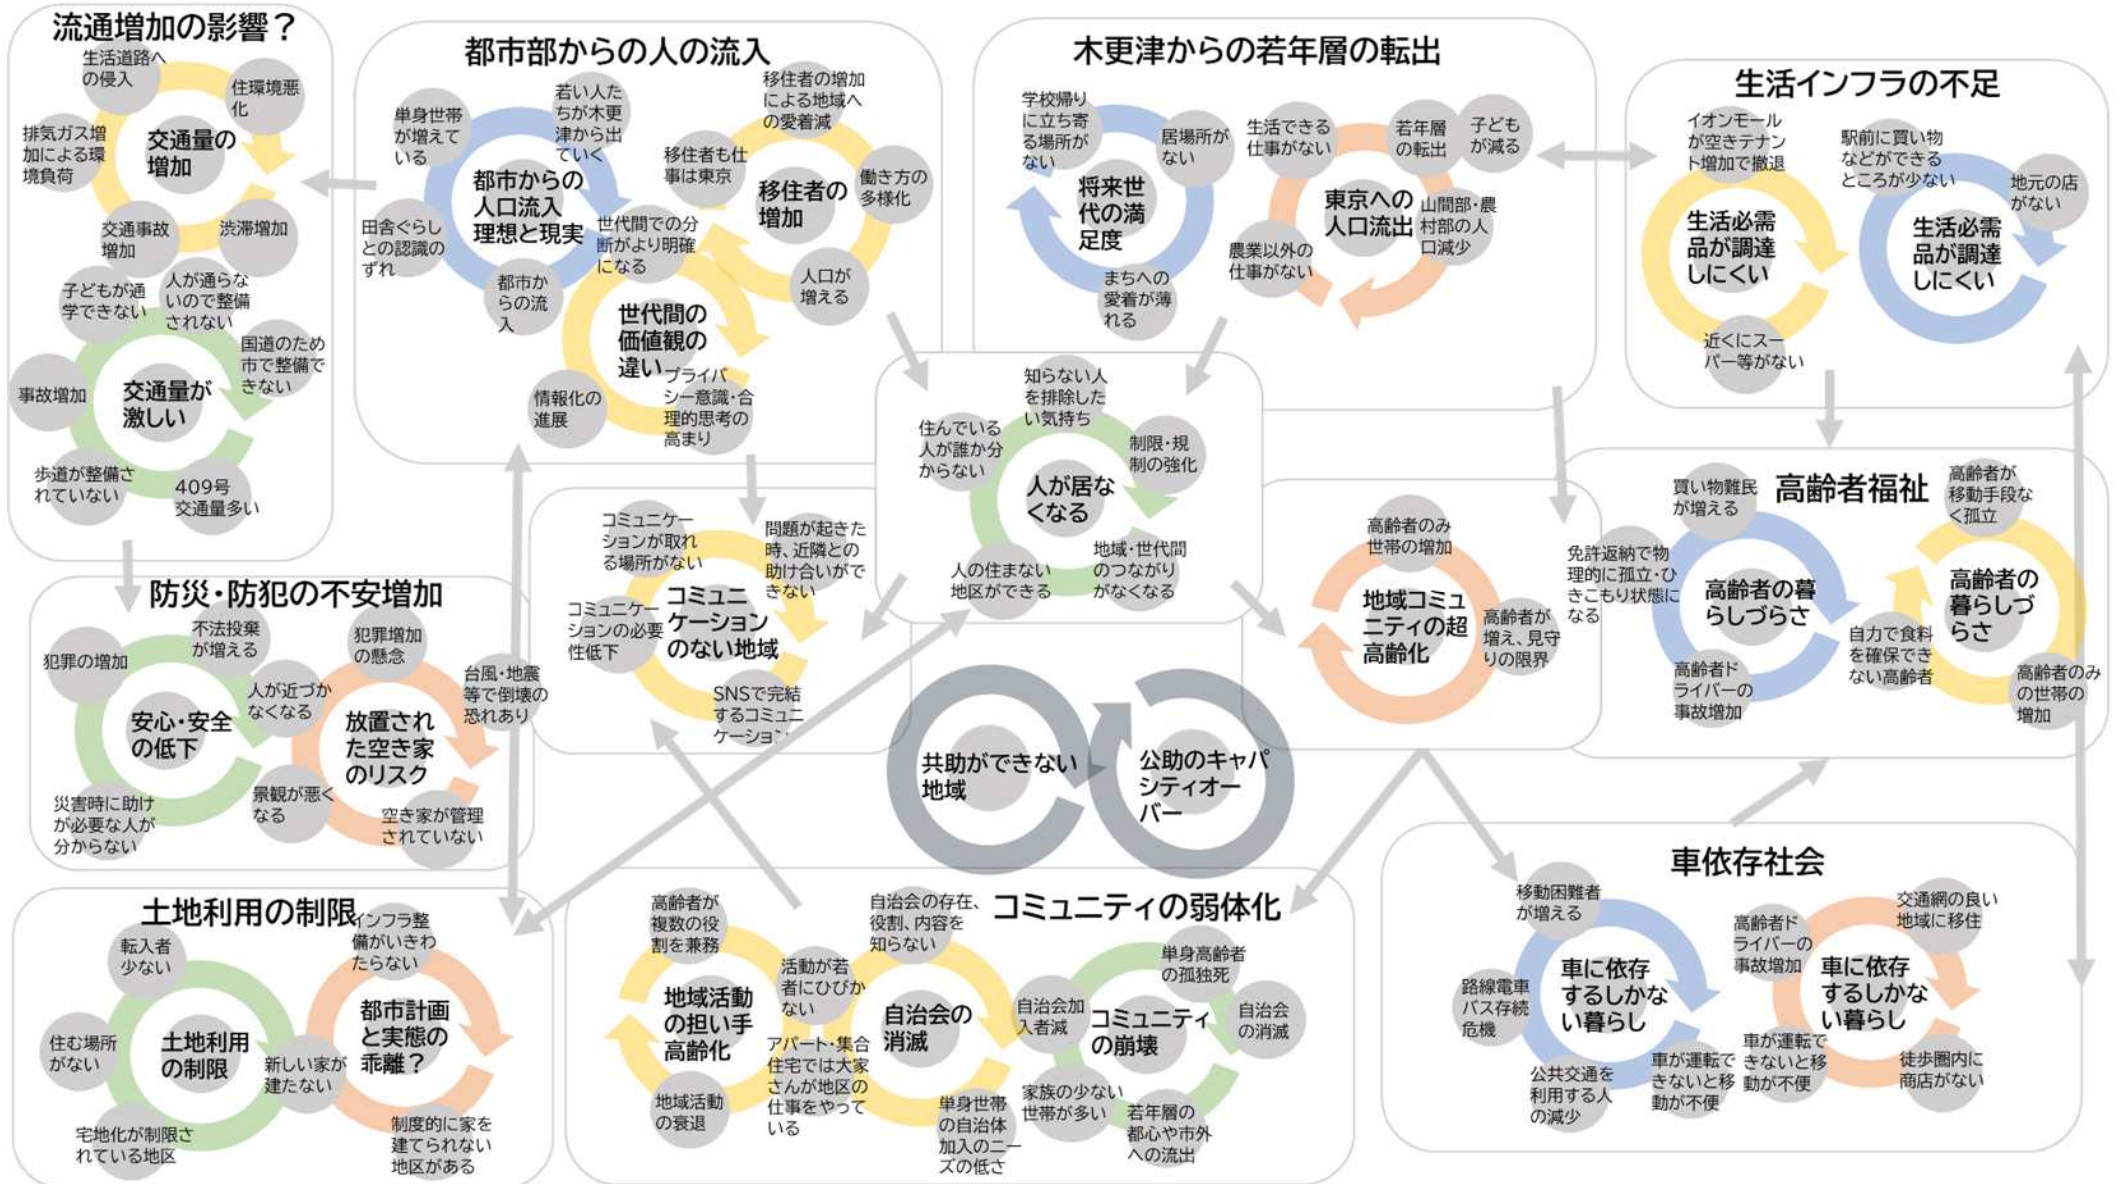 流通増加の影響？
生活道路へ
の侵入
住環境悪
化
排気ガス増
加による環
境負荷
交通量の
増加
交通事故
増加
渋滞増加
子どもが通
学できない
人が通らな
いので整備
されない
国道のため
市で整備で
きない
事故増加
交通量が
激しい
歩道が整備さ
れていない
409号
交通量多い
都市部からの人の流入
単身世帯
が増えて
いる
若い人た
ちが木更
津から出
ていく
都市からの
人口流入
理想と現実
田舎ぐらし
との認識の
ずれ
都市か
らの流
入
世代間での分
断がより明確
になる
移住者の増加
による地域へ
の愛着減
移住者も仕
事は東京
移住者の
増加
働き方の
多様化
人口が
増える
世代間の
価値観の
違い
情報化の
進展
プライバ
シー意識・合
理的思考の
高まり
木更津からの若年層の転出
学校帰り
に立ち寄
る場所が
ない
居場所が
ない
将来世
代の満
足度
まちへの
愛着が薄
れる
生活できる
仕事がない
若年層
の転出
子ども
が減る
東京への
人口流出
山間部・農
村部の人
口減少
農業以外の
仕事がない
生活インフラの不足
イオンモール
が空きテナン
ト増加で撤退
生活必需
品が調達
しにくい
近くにスー
パー等がない
駅前に買い物
などができる
ところが少ない
地元の店
がない
生活必需
品が調達
しにくい
知らない人
を排除した
い気持ち
住んでいる
人が誰か分
からない
制限・規
制の強化
人が居な
くなる
人の住まない
地区ができる
地域・世代間
のつながり
がなくなる
コミュニケー
ションが取れ
る場所がない
問題が起きた
時、近隣との
助け合いがで
きない
コミュニケー
ションの必要
性低下
コミュニ
ケーション
のない地域
SNSで完結
するコミュニ
ケーション
高齢者のみ
世帯の増加
地域コミュ
ニティの超
高齢化
高齢者が
増え、見守
りの限界
高齢者福祉
買い物難民
が増える
免許返納で物
理的に孤立・ひ
きこもり状態に
なる
高齢者の暮
らしづらさ
高齢者ド
ライバーの
事故増加
高齢者が
移動手段な
く孤立
高齢者の
暮らしづ
らさ
自力で食料
を確保でき
ない高齢者
高齢者のみ
の世帯の
増加
防災・防犯の不安増加
犯罪の増加
不法投棄
が増える
人が近づか
なくなる
安心・安全
の低下
災害時に助け
が必要な人が
分からない
犯罪増加
の懸念
台風・地震
等で倒壊の
恐れあり
放置され
た空き家
のリスク
景観が悪く
なる
空き家が管理
されていない
共助ができない
地域
公助のキャパ
シティオー
バー
土地利用の制限
転入者
少ない
住む場所
がない
土地利用
の制限
新しい家が
建たない
宅地化が制限さ
れている地区
インフラ整
備がいきわ
たらない
都市計画
と実態の
乖離？
制度的に家を
建てられない
地区がある
コミュニティの弱体化
高齢者が
複数の役
割を兼務
地域活動
の担い手
高齢化
地域活動
の衰退
活動が若
者にひびか
ない
アパート・集合
住宅では大家
さんが地区の
仕事をやって
いる
自治会の存在、
役割、内容を
知らない
自治会の
消滅
自治会加
入者減
単身世帯
の自治体
加入のニー
ズの低さ
単身高齢者
の孤独死
自治会
の消滅
コミュニティ
の崩壊
家族の少ない
世帯が多い
若年層の
都心や市外
への流出
車依存社会
移動困難者
が増える
路線電車
バス存続
危機
車に依存
するしかな
い暮らし
公共交通を
利用する人
の減少
車が運転で
きないと移
動が不便
高齢者ド
ライバーの
事故増加
交通網の良い
地域に移住
車に依存
するしかな
い暮らし
車が運転で
きないと移
動が不便
徒歩圏内に
商店がない